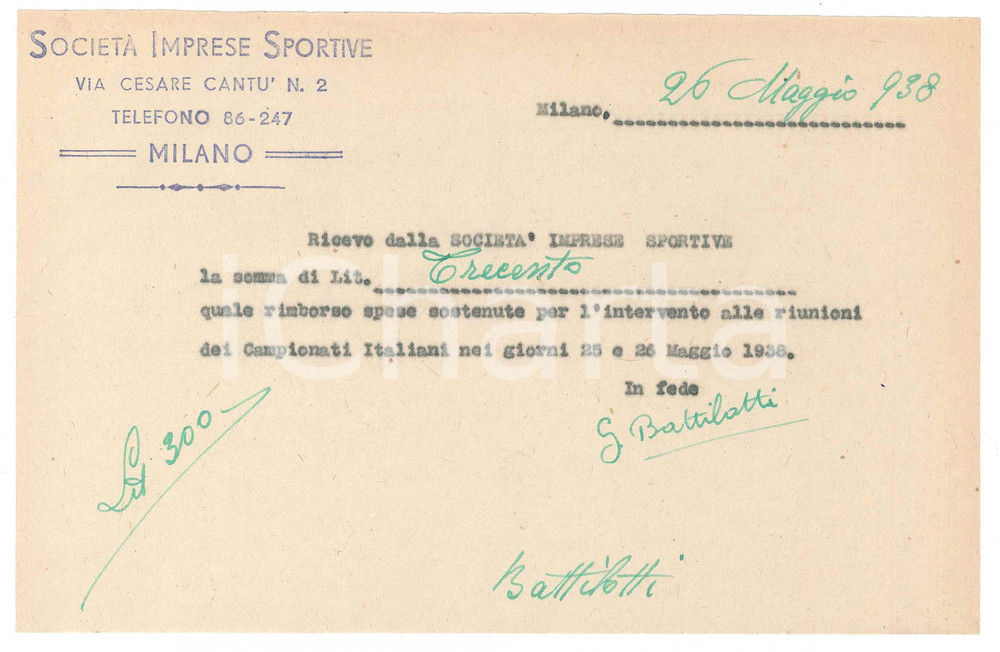 SOCIETÀ IMPRESE SPORTIVE
VIA CESARE CANTU' N. 2
TELEFONO 86-247
MILANO
Milano, 26 Maggio 938
Ricevo dalla SOCIETA' IMPRESE SPORTIVE
la somma di Lit. Trecento
quale rimborso spese sostenute per l'intervento alle riunioni
dei Campionati Italiani nei giorni 25 e 26 Maggio 1938.
In fede
G. Battilotti
Lit 300
Battilotti
iCharta